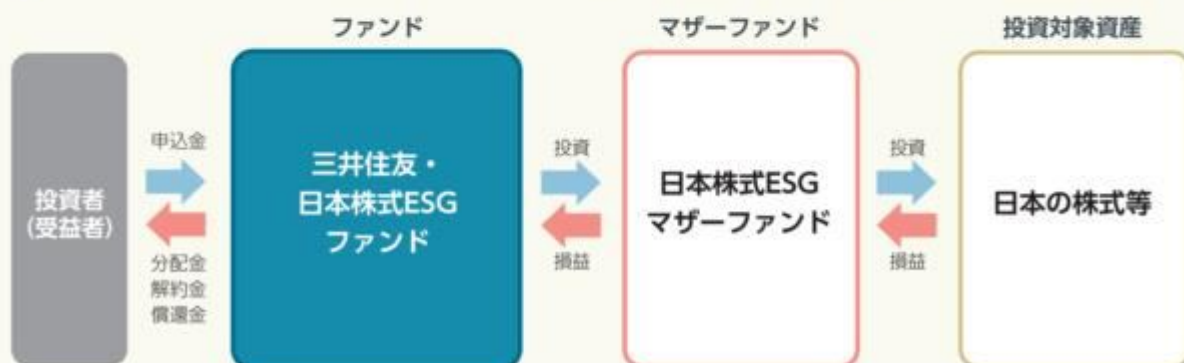 ファンド
マザーファンド
投資対象資産
投資者
(受益者)
申込金
分配金
解約金
償還金
三井住友・
日本株式ESG
ファンド
投資
損益
日本株式ESG
マザーファンド
投資
損益
日本の株式等